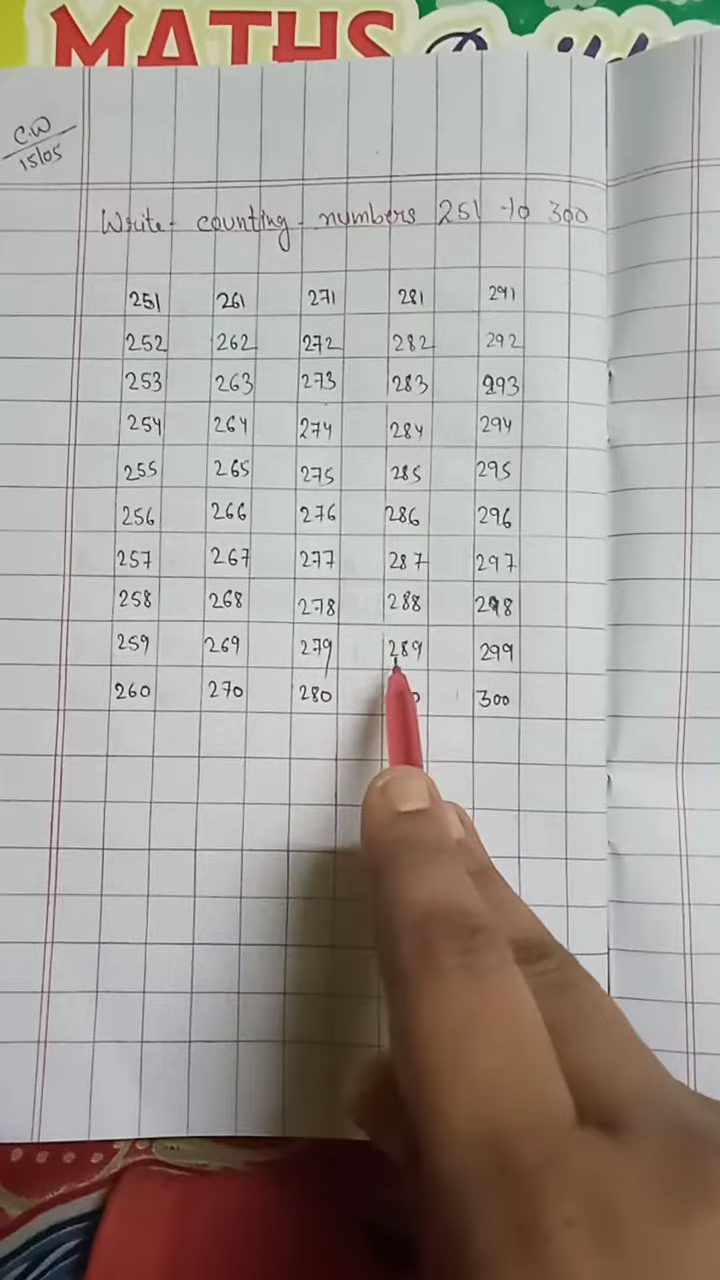 MATHS
C.W
15/05
Write counting numbers 251 to 300
251 261 271 281 291
252 262 272 282 292
253 263 273 283 293
254 264 274 284 294
255 265 275 285 295
256 266 276 286 296
257 267 277 287 297
258 268 278 288 298
259 269 279 289 299
260 270 280 300